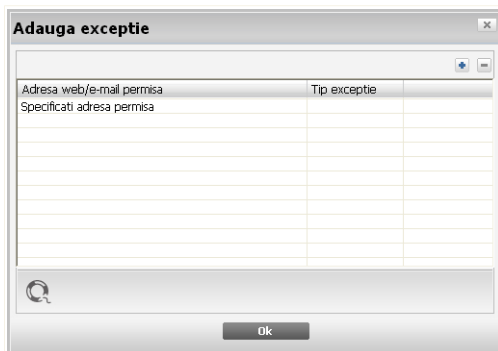 Adauga exceptie
Adresa web/e-mail permisa Tip exceptie
Specificati adresa permisa
Ok